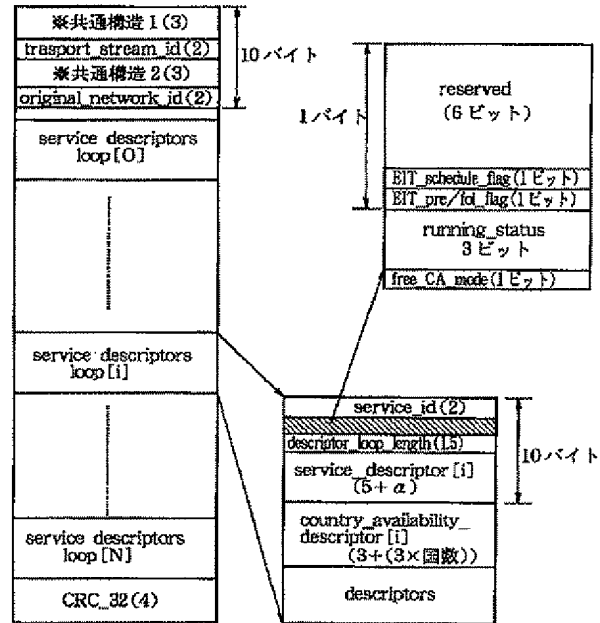 ※共通構造1(3)
trasport_stream_id(2)
※共通構造2(3)
original_network_id(2)
10バイト
service descriptors
loop[0]
service descriptors
loop[i]
service descriptors
loop[N]
CRC_32(4)
1バイト
reserved
(6ビット)
EIT_schedule_flag(1ビット)
EIT_pre/fol_flag(1ビット)
running_status
3ビット
free_CA_mode(1ビット)
service_id(2)
descriptor_loop_length(1.5)
service_descriptor[i]
(5+α)
10バイト
country_availability_
descriptor[i]
(3+(3×国数))
descriptors